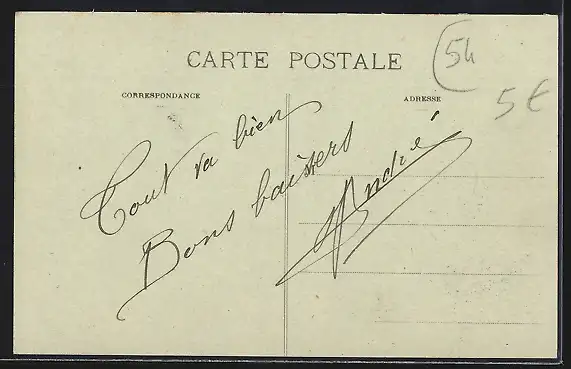 CARTE POSTALE
54
CORRESPONDANCE
ADRESSE
5 €
Tout va bien
Bons baisers
André